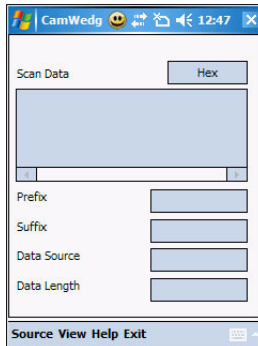 CamWedg 12:47
Scan Data Hex
Prefix
Suffix
Data Source
Data Length
Source View Help Exit